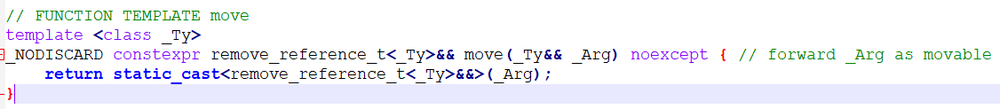 // FUNCTION TEMPLATE move
template <class _Ty>
_NODISCARD constexpr remove_reference_t<_Ty>&& move(_Ty&& _Arg) noexcept { // forward _Arg as movable
    return static_cast<remove_reference_t<_Ty>&&>(_Arg);
}